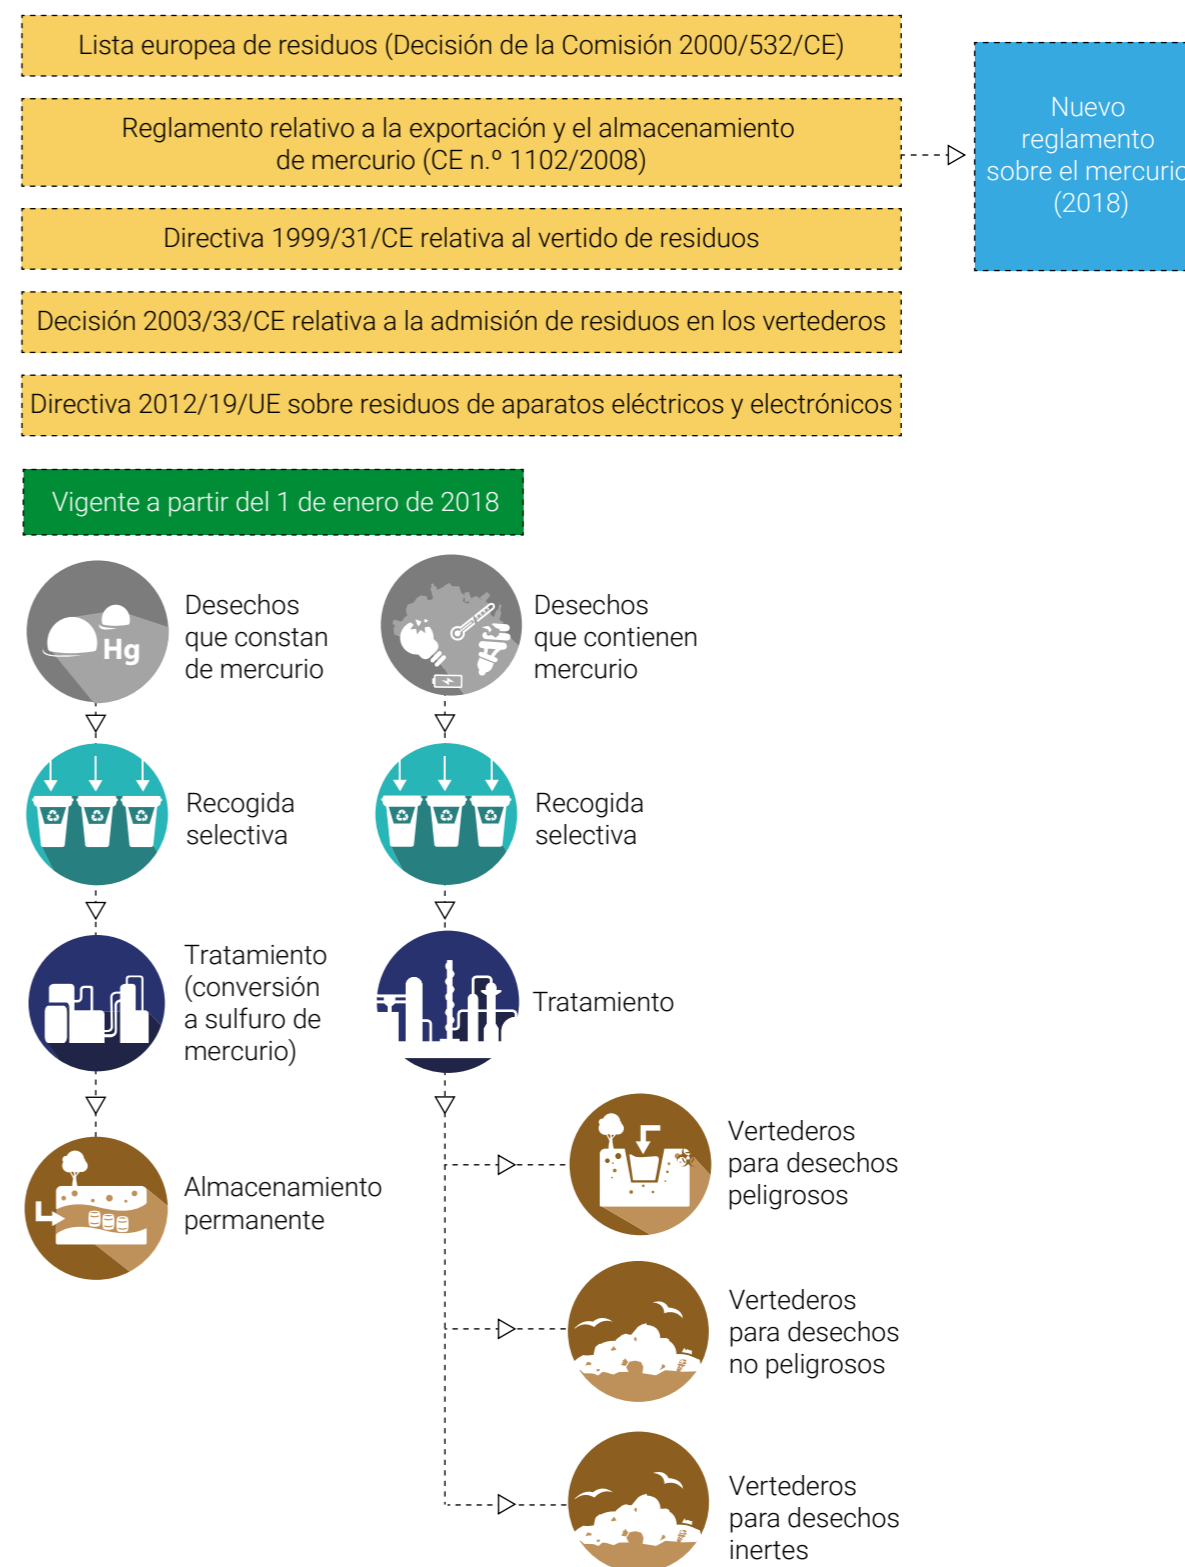 Lista europea de residuos (Decisión de la Comisión 2000/532/CE)
Reglamento relativo a la exportación y el almacenamiento
de mercurio (CE n.º 1102/2008)
Nuevo
reglamento
sobre el mercurio
(2018)
Directiva 1999/31/CE relativa al vertido de residuos
Decisión 2003/33/CE relativa a la admisión de residuos en los vertederos
Directiva 2012/19/UE sobre residuos de aparatos eléctricos y electrónicos
Vigente a partir del 1 de enero de 2018
Hg
Desechos
que constan
de mercurio
Desechos
que contienen
mercurio
Recogida
selectiva
Recogida
selectiva
Tratamiento
(conversión
a sulfuro de
mercurio)
Tratamiento
Almacenamiento
permanente
Vertederos
para desechos
peligrosos
Vertederos
para desechos
no peligrosos
Vertederos
para desechos
inertes